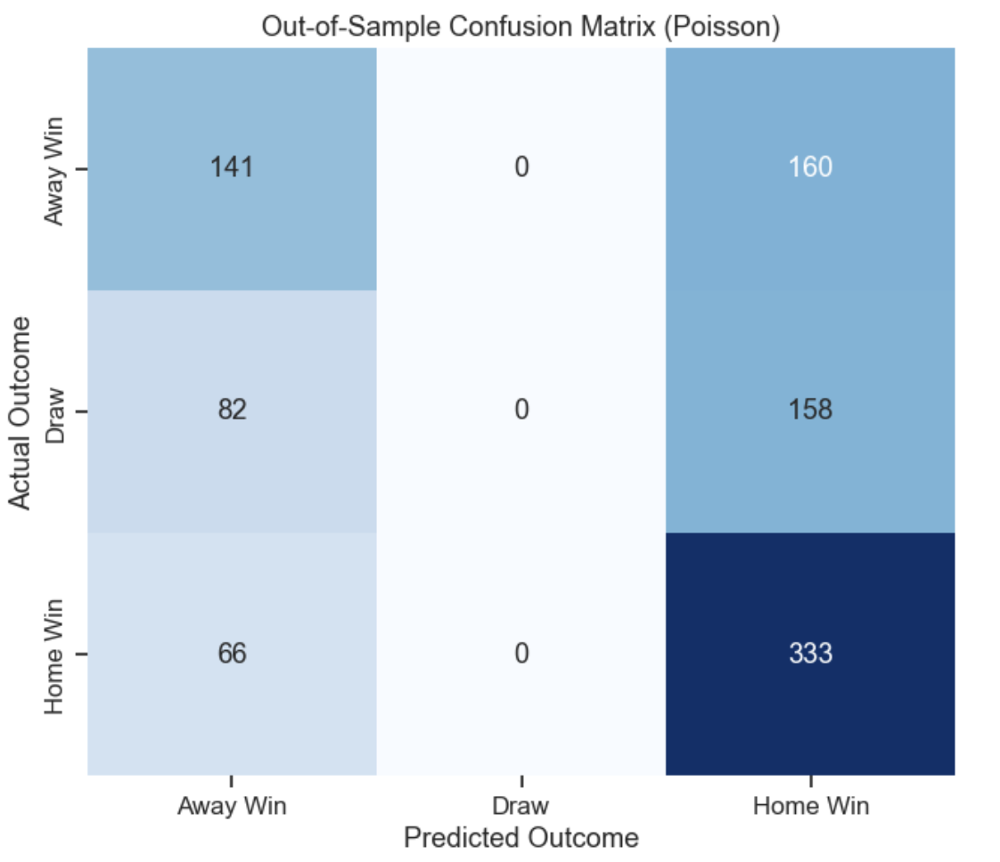 Out-of-Sample Confusion Matrix (Poisson)
Actual Outcome
Away Win
141
0
160
Draw
82
0
158
Home Win
66
0
333
Away Win
Draw
Home Win
Predicted Outcome